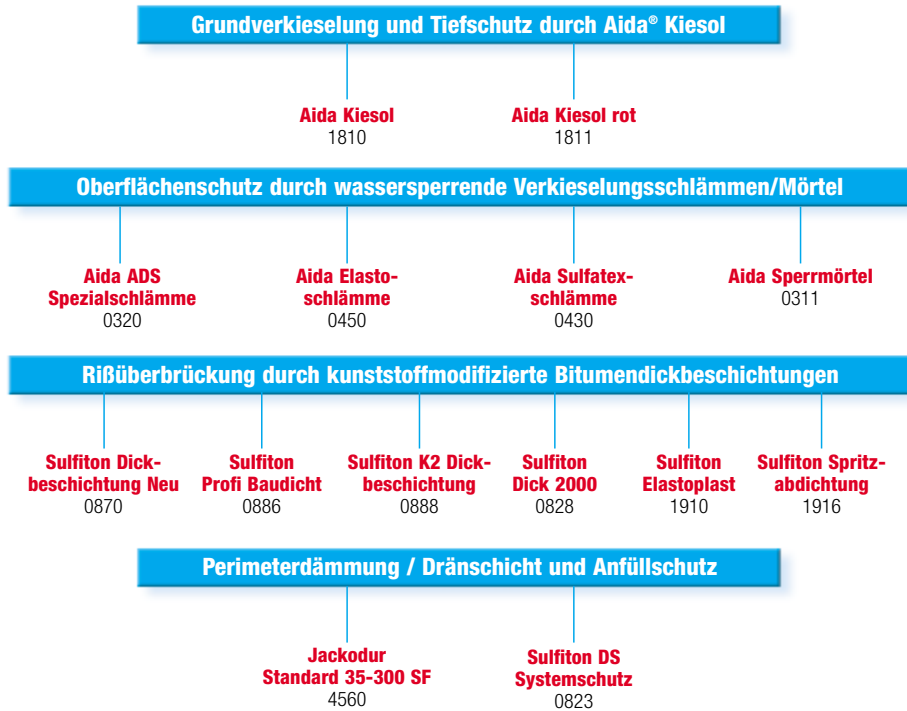 Grundverkieselung und Tiefschutz durch Aida® Kiesol
Aida Kiesol
1810
Aida Kiesol rot
1811
Oberflächenschutz durch wassersperrende Verkieselungsschlämmen/Mörtel
Aida ADS
Spezialschlämme
0320
Aida Elasto-
schlämme
0450
Aida Sulfatex-
schlämme
0430
Aida Sperrmörtel
0311
Rißüberbrückung durch kunststoffmodifizierte Bitumendickbeschichtungen
Sulfiton Dick-
beschichtung Neu
0870
Sulfiton
Profi Baudicht
0886
Sulfiton K2 Dick-
beschichtung
0888
Sulfiton
Dick 2000
0828
Sulfiton
Elastoplast
1910
Sulfiton Spritz-
abdichtung
1916
Perimeterdämmung / Dränschicht und Anfüllschutz
Jackodur
Standard 35-300 SF
4560
Sulfiton DS
Systemschutz
0823